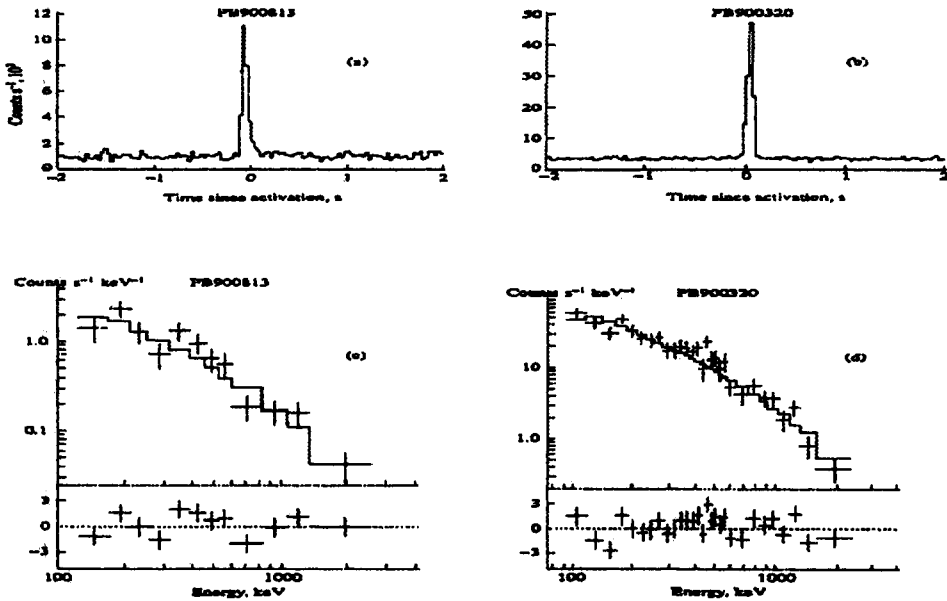 PB900813
12
10
8
6
4
2
0
Counts s⁻¹, 10³
(a)
-2 -1 0 1 2
Time since activation, s
PB900320
50
40
30
20
10
0
(b)
-2 -1 0 1 2
Time since activation, s
Counts s⁻¹ keV⁻¹ PB900813
1.0
0.1
(c)
3
0
-3
100 1000
Energy, keV
Counts s⁻¹ keV⁻¹ PB900320
10
1.0
(d)
3
0
-3
100 1000
Energy, keV